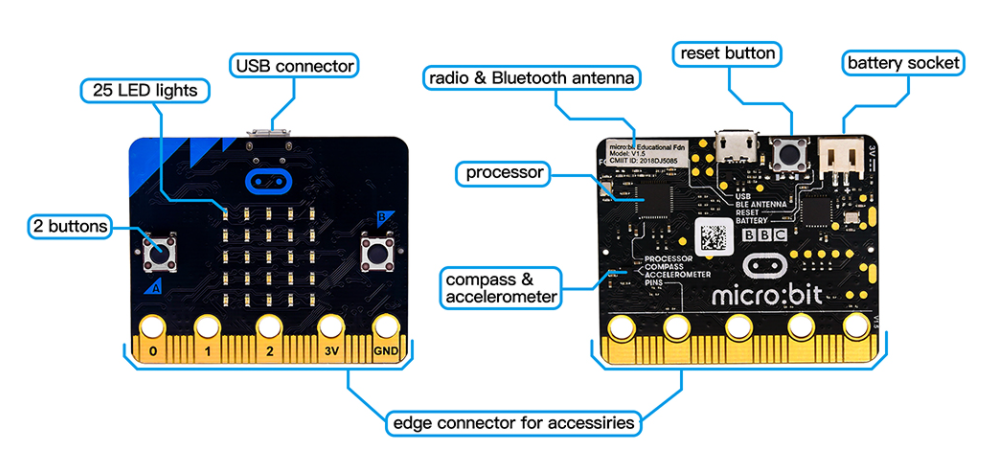 USB connector
25 LED lights
2 buttons
A
B
0 1 2 3V GND
radio & Bluetooth antenna
reset button
battery socket
processor
compass &
accelerometer
micro:bit Educational Fdn
Model: V1.5
CMIIT ID: 2018DJ5085
3V
USB
BLE ANTENNA
RESET
BATTERY
BBC
PROCESSOR
COMPASS
ACCELEROMETER
PINS
micro:bit
V1.5
edge connector for accessiries